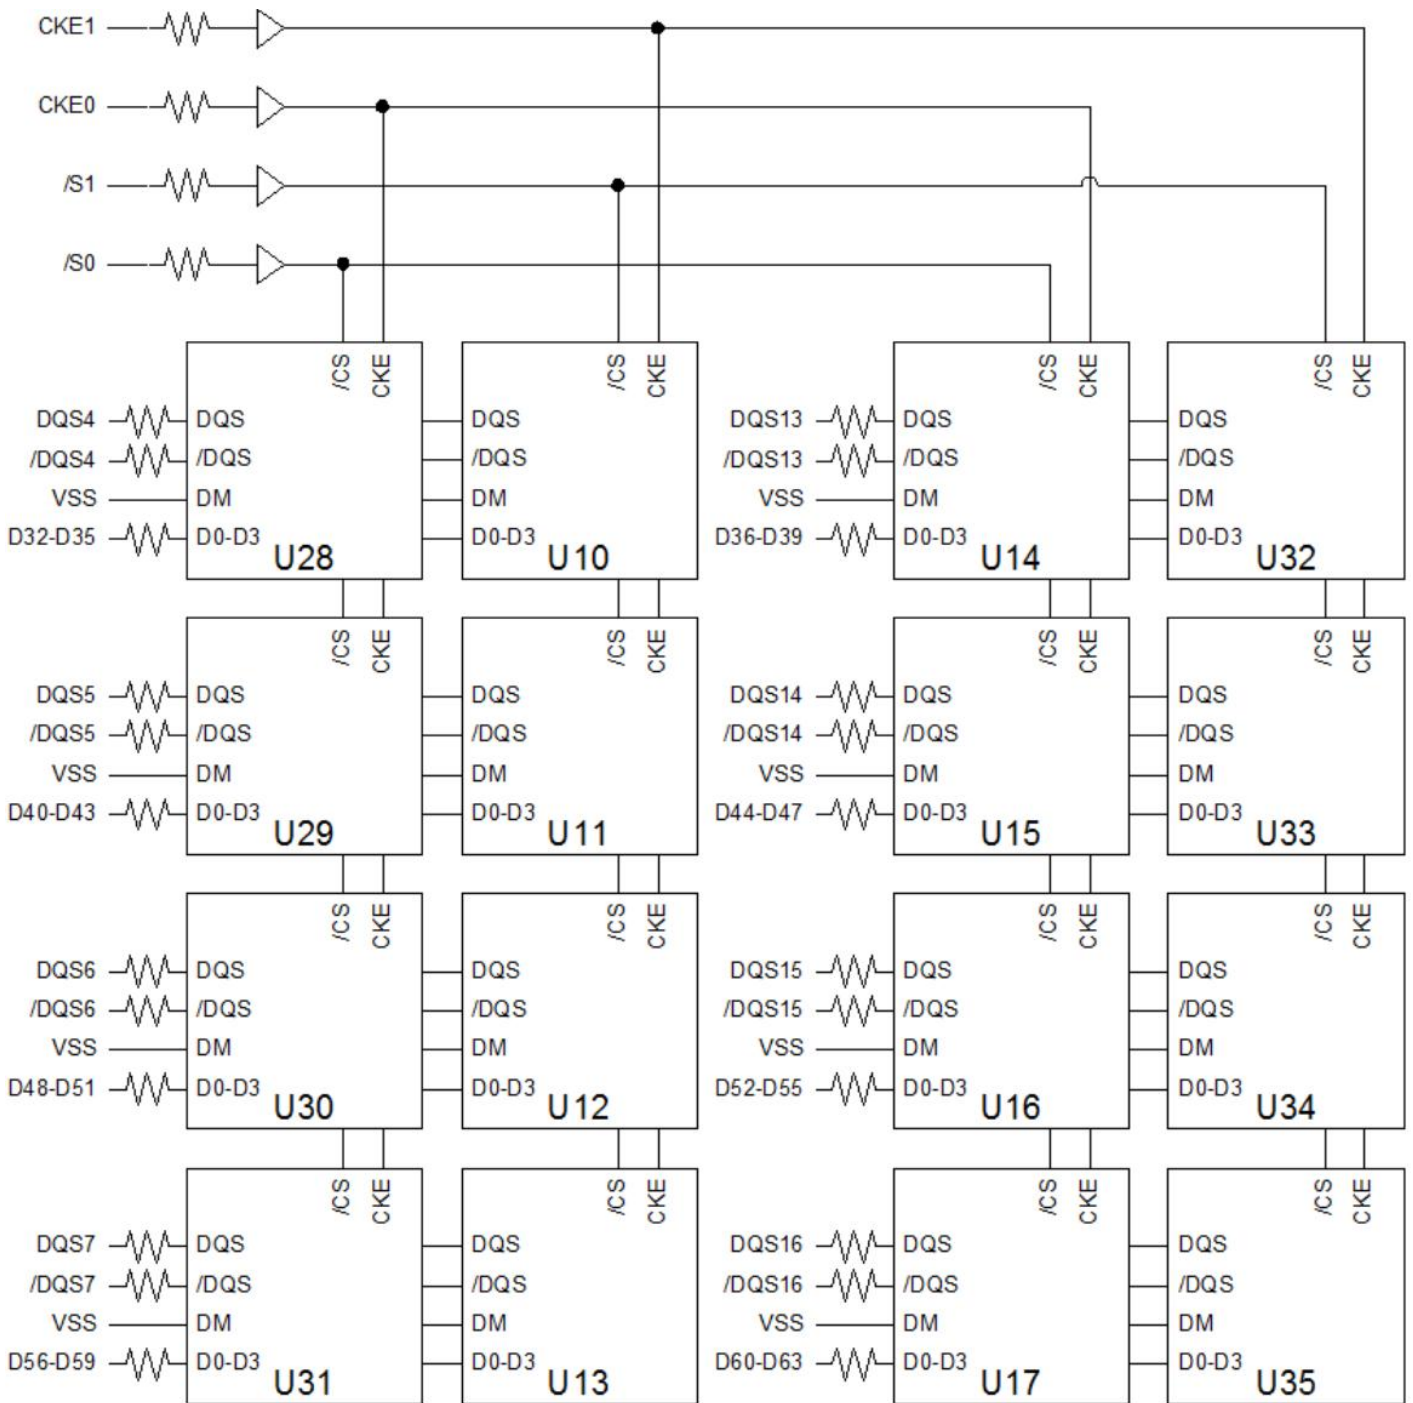 CKE1
CKE0
/S1
/S0
/CS CKE /CS CKE /CS CKE /CS CKE
DQS4 DQS DQS DQS13 DQS DQS
/DQS4 /DQS /DQS /DQS13 /DQS /DQS
VSS DM DM VSS DM DM
D32-D35 D0-D3 D0-D3 D36-D39 D0-D3 D0-D3
U28 U10 U14 U32
/CS CKE /CS CKE /CS CKE /CS CKE
DQS5 DQS DQS DQS14 DQS DQS
/DQS5 /DQS /DQS /DQS14 /DQS /DQS
VSS DM DM VSS DM DM
D40-D43 D0-D3 D0-D3 D44-D47 D0-D3 D0-D3
U29 U11 U15 U33
/CS CKE /CS CKE /CS CKE /CS CKE
DQS6 DQS DQS DQS15 DQS DQS
/DQS6 /DQS /DQS /DQS15 /DQS /DQS
VSS DM DM VSS DM DM
D48-D51 D0-D3 D0-D3 D52-D55 D0-D3 D0-D3
U30 U12 U16 U34
/CS CKE /CS CKE /CS CKE /CS CKE
DQS7 DQS DQS DQS16 DQS DQS
/DQS7 /DQS /DQS /DQS16 /DQS /DQS
VSS DM DM VSS DM DM
D56-D59 D0-D3 D0-D3 D60-D63 D0-D3 D0-D3
U31 U13 U17 U35